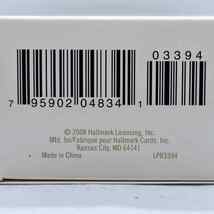 03394
7 95902 04834 1
© 2008 Hallmark Licensing, Inc.
Mfd. for/Fabriqué pour Hallmark Cards, Inc.
Kansas City, MO 64141
Made in China LPR3394